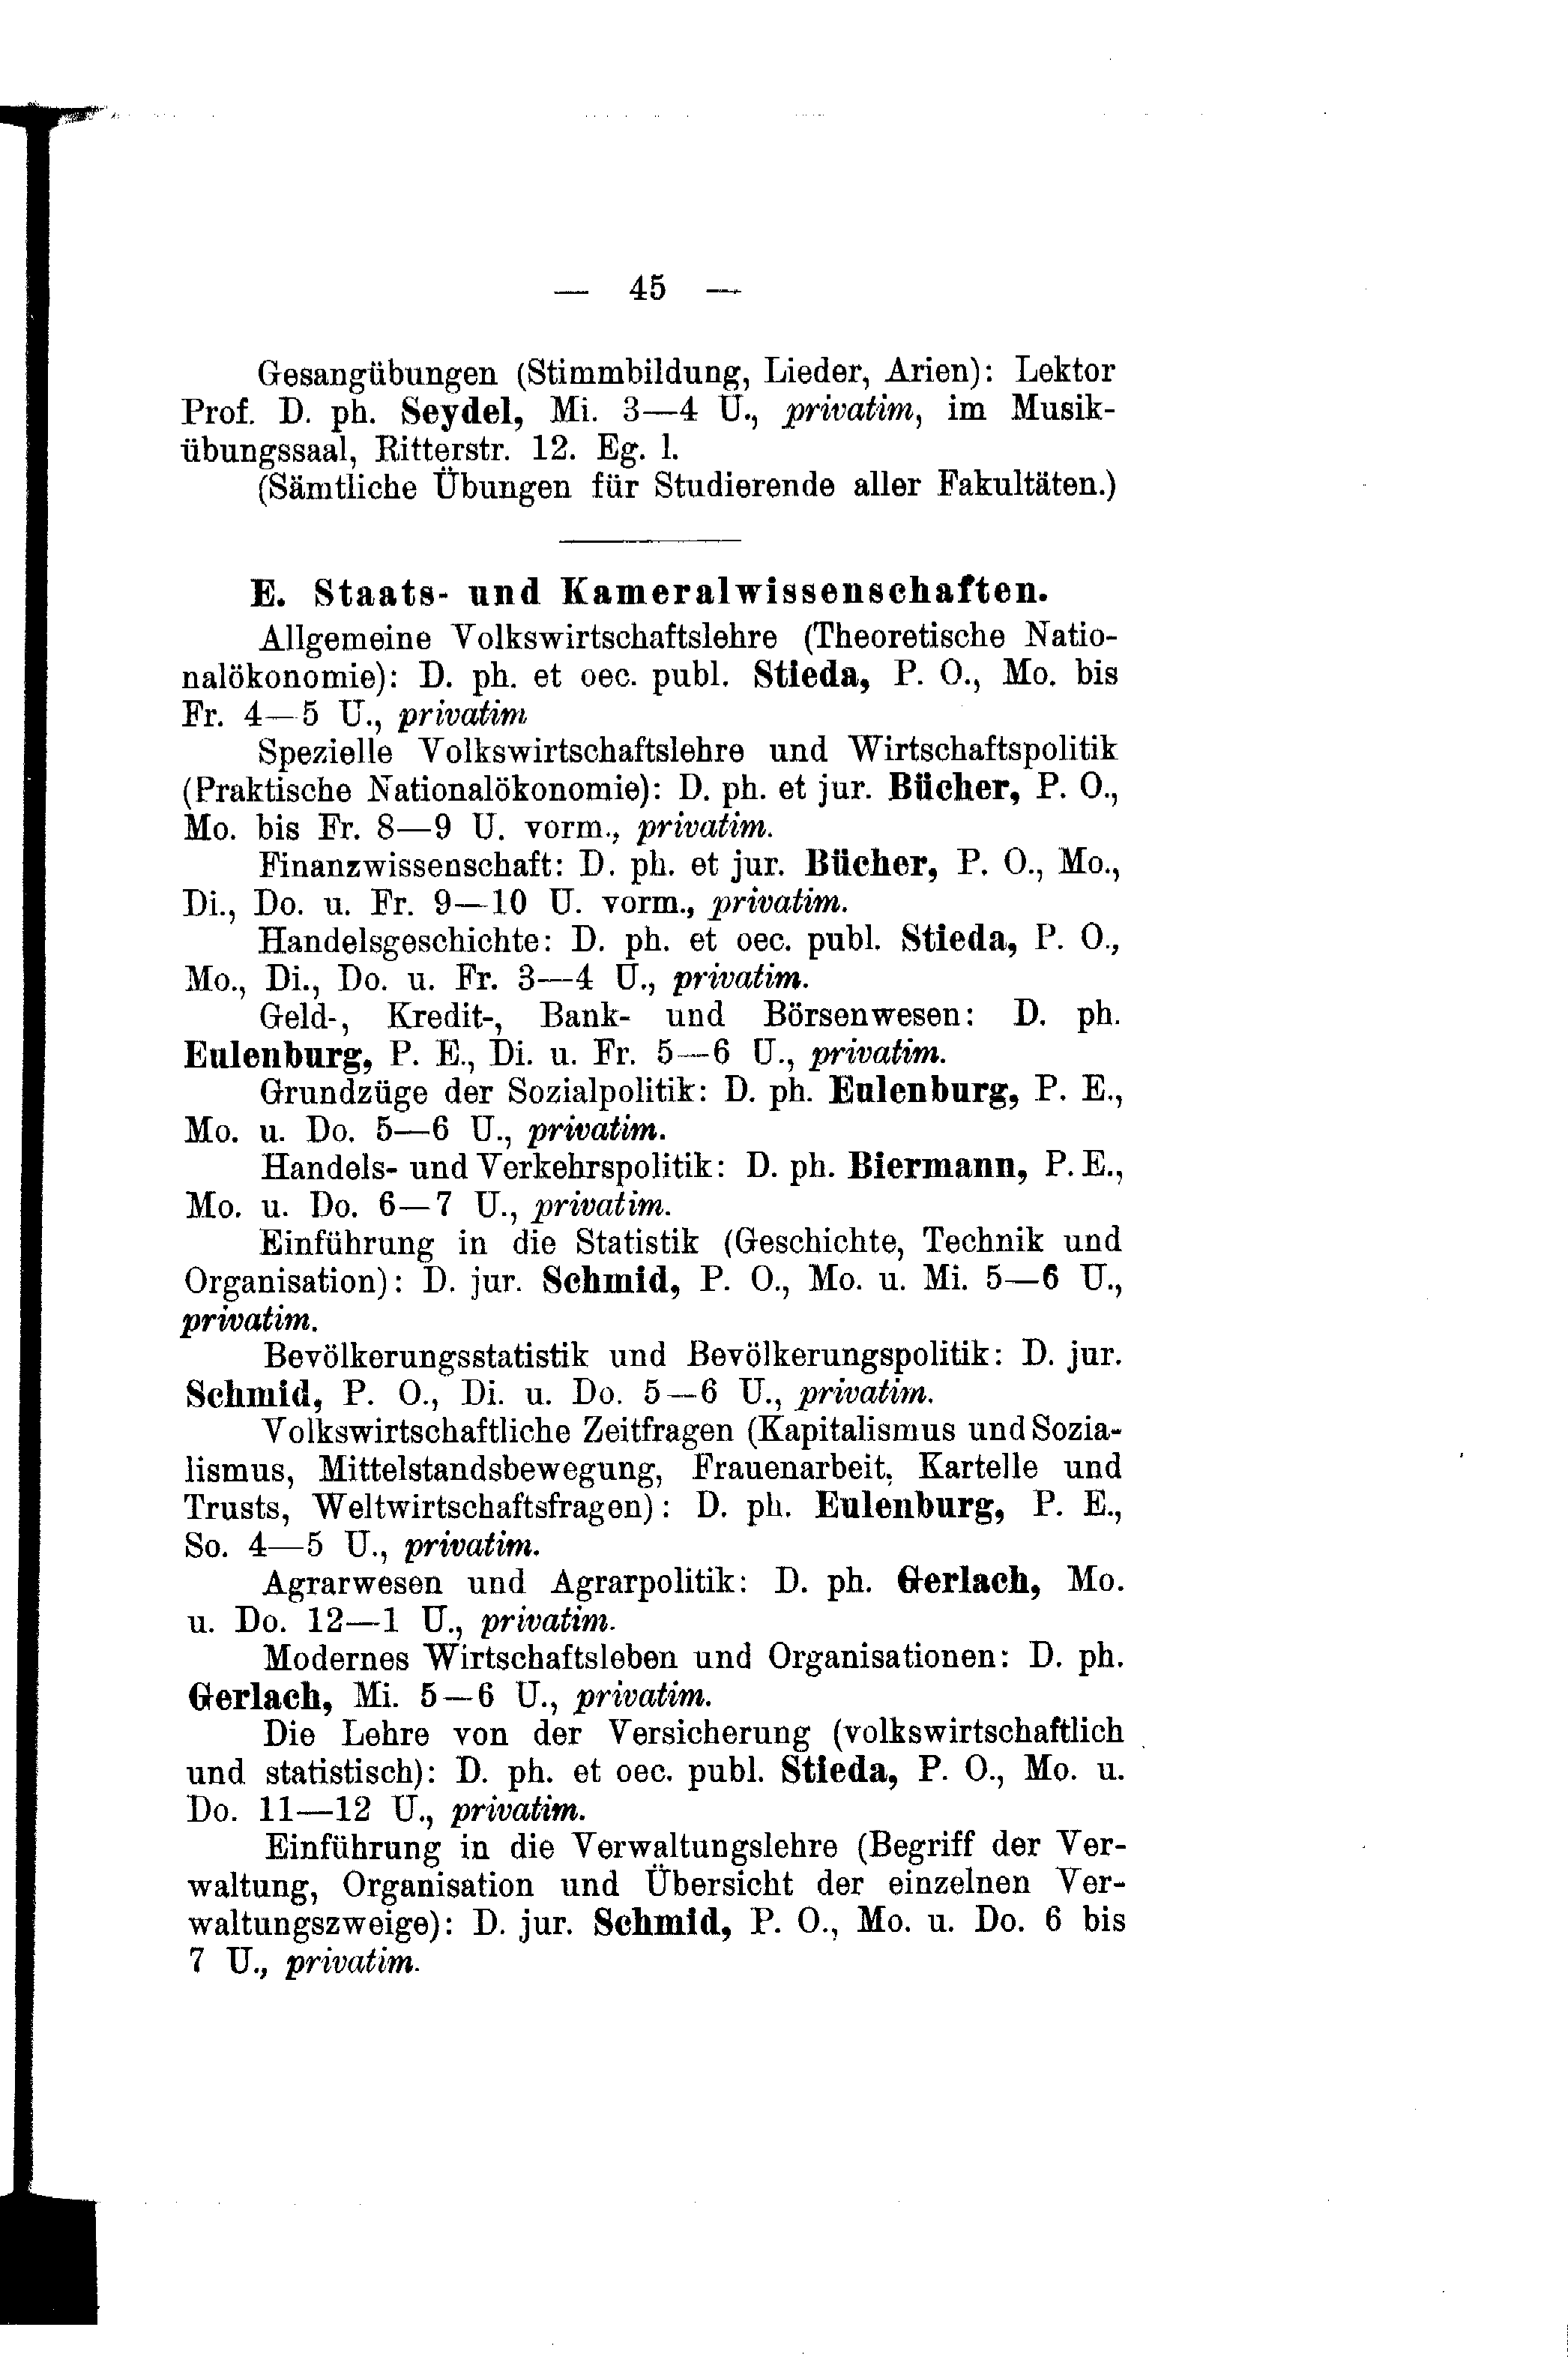 — 45 —
Gesangübungen (Stimmbildung, Lieder, Arien): Lektor
Prof. D. ph. Seydel, Mi. 3—4 U., privatim, im Musik-
übungssaal, Ritterstr. 12. Eg. l.
(Sämtliche Übungen für Studierende aller Fakultäten.)
E. Staats- und Kameralwissenschaften.
Allgemeine Volkswirtschaftslehre (Theoretische Natio-
nalökonomie): D. ph. et oec. publ. Stieda, P. O., Mo. bis
Fr. 4—5 U., privatim
Spezielle Volkswirtschaftslehre und Wirtschaftspolitik
(Praktische Nationalökonomie): D. ph. et jur. Bücher, P. O.,
Mo. bis Fr. 8—9 U. vorm., privatim.
Finanzwissenschaft: D. ph. et jur. Bücher, P. O., Mo.,
Di., Do. u. Fr. 9—10 U. vorm., privatim.
Handelsgeschichte: D. ph. et oec. publ. Stieda, P. O.,
Mo., Di., Do. u. Fr. 3—4 U., privatim.
Geld-, Kredit-, Bank- und Börsenwesen: D. ph.
Eulenburg, P. E., Di. u. Fr. 5—6 U., privatim.
Grundzüge der Sozialpolitik: D. ph. Eulenburg, P. E.,
Mo. u. Do. 5—6 U., privatim.
Handels- und Verkehrspolitik: D. ph. Biermann, P. E.,
Mo. u. Do. 6—7 U., privatim.
Einführung in die Statistik (Geschichte, Technik und
Organisation): D. jur. Schmid, P. O., Mo. u. Mi. 5—6 U.,
privatim.
Bevölkerungsstatistik und Bevölkerungspolitik: D. jur.
Schmid, P. O., Di. u. Do. 5—6 U., privatim.
Volkswirtschaftliche Zeitfragen (Kapitalismus und Sozia-
lismus, Mittelstandsbewegung, Frauenarbeit, Kartelle und
Trusts, Weltwirtschaftsfragen): D. ph. Eulenburg, P. E.,
So. 4—5 U., privatim.
Agrarwesen und Agrarpolitik: D. ph. Gerlach, Mo.
u. Do. 12—1 U., privatim.
Modernes Wirtschaftsleben und Organisationen: D. ph.
Gerlach, Mi. 5—6 U., privatim.
Die Lehre von der Versicherung (volkswirtschaftlich
und statistisch): D. ph. et oec. publ. Stieda, P. O., Mo. u.
Do. 11—12 U., privatim.
Einführung in die Verwaltungslehre (Begriff der Ver-
waltung, Organisation und Übersicht der einzelnen Ver-
waltungszweige): D. jur. Schmid, P. O., Mo. u. Do. 6 bis
7 U., privatim.